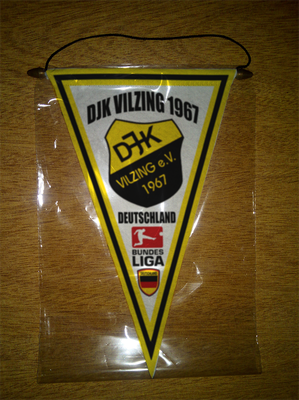 DJK VILZING 1967
DJK
VILZING e.V.
1967
DEUTSCHLAND
BUNDES
LIGA